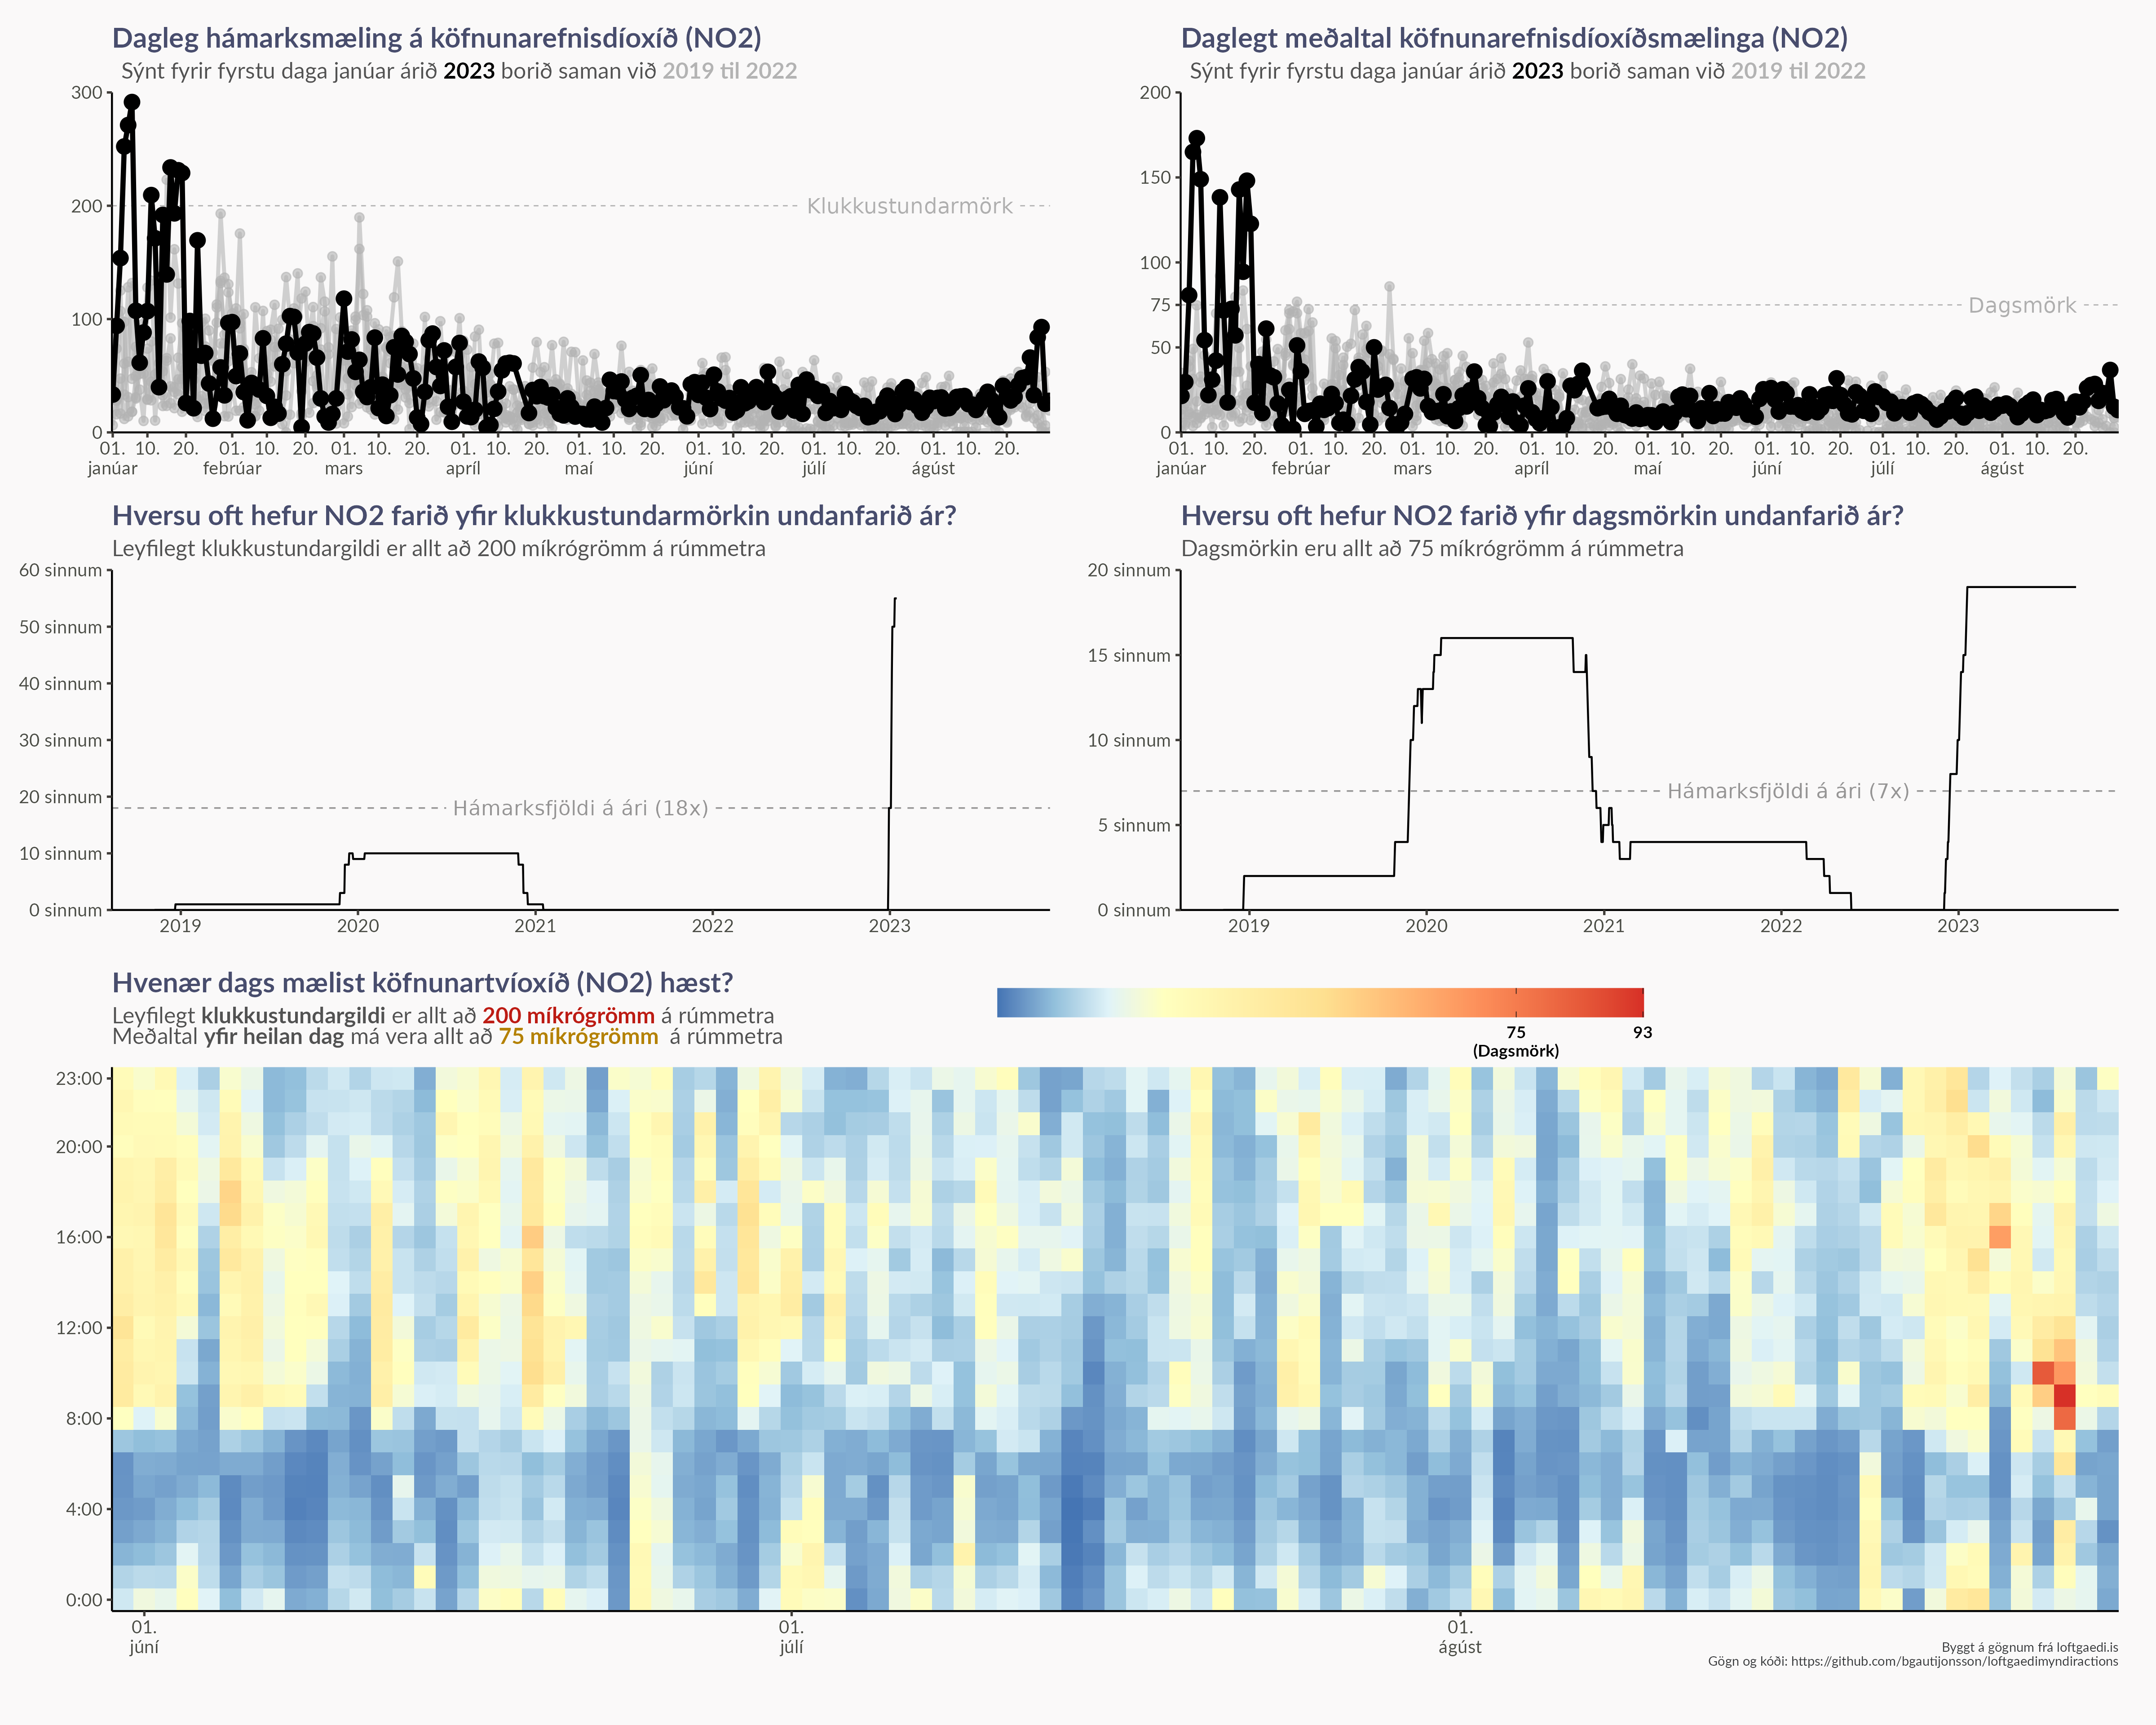 Dagleg hámarksmæling á köfnunarefnisdíoxíð (NO2)
Sýnt fyrir fyrstu daga janúar árið 2023 borið saman við 2019 til 2022
300
200
100
0
Klukkustundarmörk
01. 10. 20. 01. 10. 20. 01. 10. 20. 01. 10. 20. 01. 10. 20. 01. 10. 20. 01. 10. 20. 01. 10. 20.
janúar febrúar mars apríl maí júní júlí ágúst
Daglegt meðaltal köfnunarefnisdíoxíðsmælinga (NO2)
Sýnt fyrir fyrstu daga janúar árið 2023 borið saman við 2019 til 2022
200
150
100
75
50
0
Dagsmörk
01. 10. 20. 01. 10. 20. 01. 10. 20. 01. 10. 20. 01. 10. 20. 01. 10. 20. 01. 10. 20. 01. 10. 20.
janúar febrúar mars apríl maí júní júlí ágúst
Hversu oft hefur NO2 farið yfir klukkustundarmörkin undanfarið ár?
Leyfilegt klukkustundargildi er allt að 200 míkrógrömm á rúmmetra
60 sinnum
50 sinnum
40 sinnum
30 sinnum
20 sinnum
10 sinnum
0 sinnum
Hámarksfjöldi á ári (18x)
2019 2020 2021 2022 2023
Hversu oft hefur NO2 farið yfir dagsmörkin undanfarið ár?
Dagsmörkin eru allt að 75 míkrógrömm á rúmmetra
20 sinnum
15 sinnum
10 sinnum
5 sinnum
0 sinnum
Hámarksfjöldi á ári (7x)
2019 2020 2021 2022 2023
Hvenær dags mælist köfnunartvíoxíð (NO2) hæst?
Leyfilegt klukkustundargildi er allt að 200 míkrógrömm á rúmmetra
Meðaltal yfir heilan dag má vera allt að 75 míkrógrömm á rúmmetra
75 93
(Dagsmörk)
23:00
20:00
16:00
12:00
8:00
4:00
0:00
01. 01. 01.
júní júlí ágúst
Byggt á gögnum frá loftgaedi.is
Gögn og kóði: https://github.com/bgautijonsson/loftgaedimyndiractions